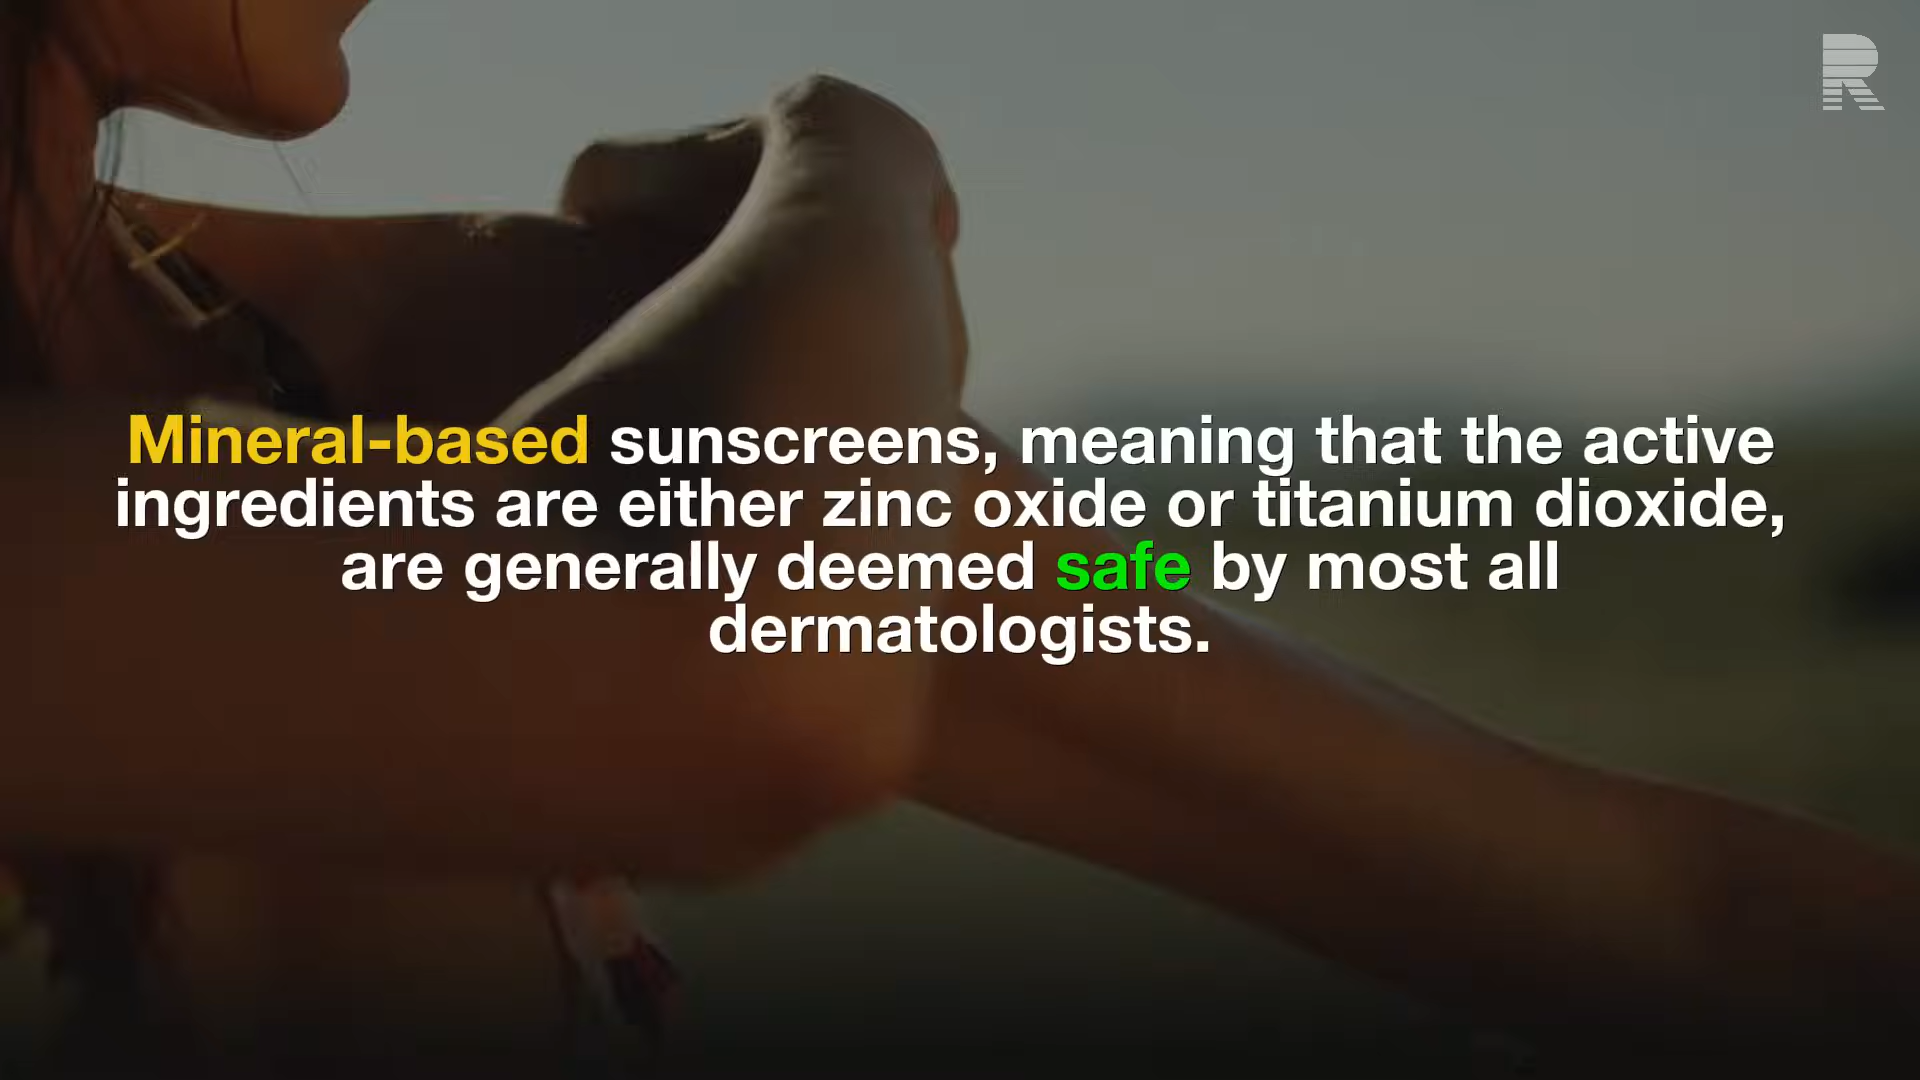 Mineral-based sunscreens, meaning that the active
ingredients are either zinc oxide or titanium dioxide,
are generally deemed safe by most all
dermatologists.
R